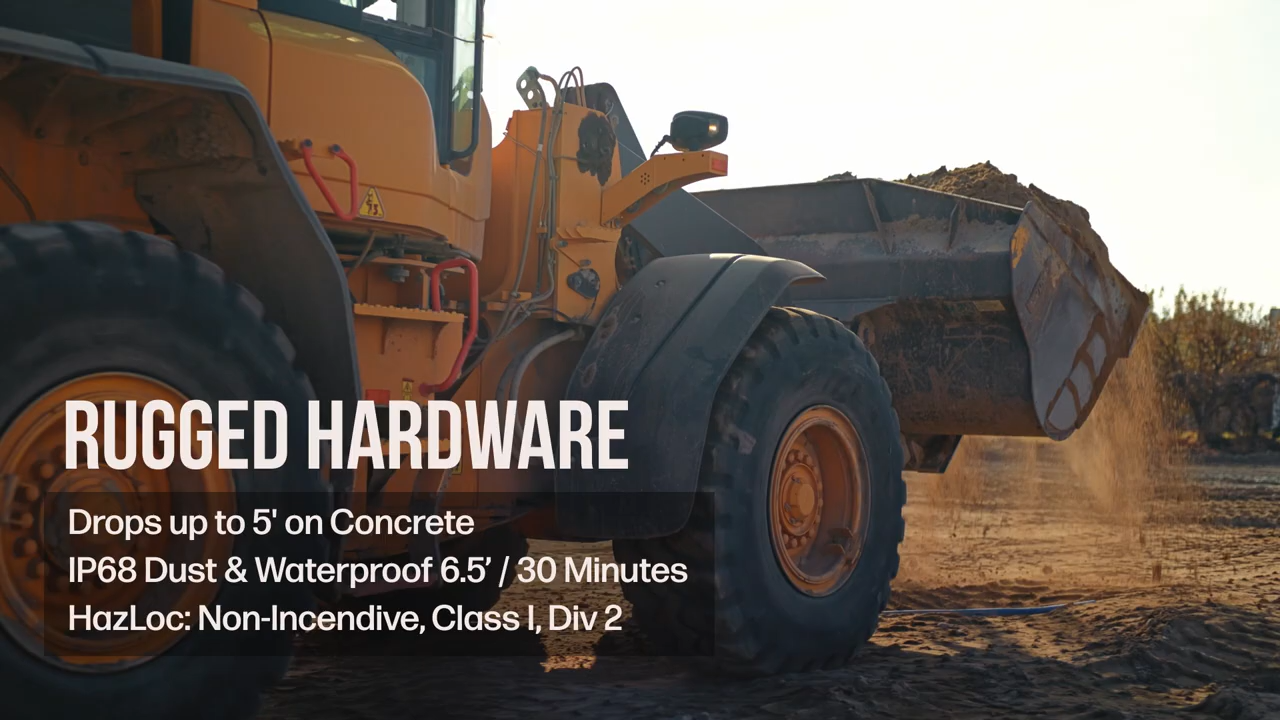 RUGGED HARDWARE
Drops up to 5' on Concrete
IP68 Dust & Waterproof 6.5’ / 30 Minutes
HazLoc: Non-Incendive, Class I, Div 2